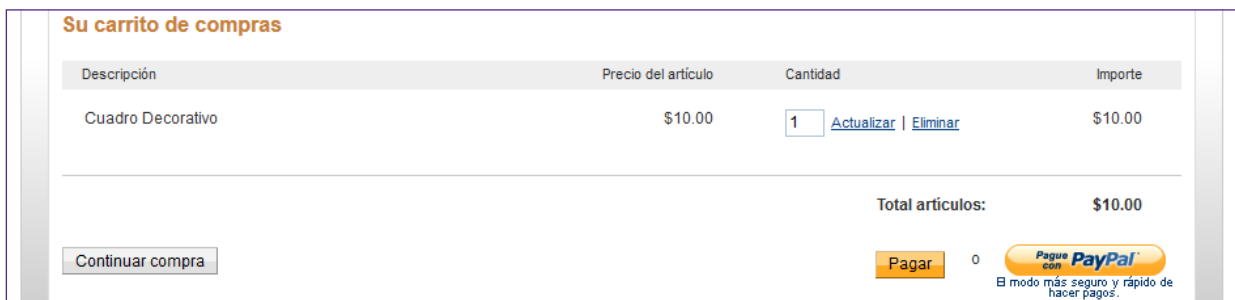 Su carrito de compras
Descripción Precio del artículo Cantidad Importe
Cuadro Decorativo $10.00 1 Actualizar | Eliminar $10.00
Total artículos: $10.00
Continuar compra Pagar o Pague con PayPal
El modo más seguro y rápido de
hacer pagos.